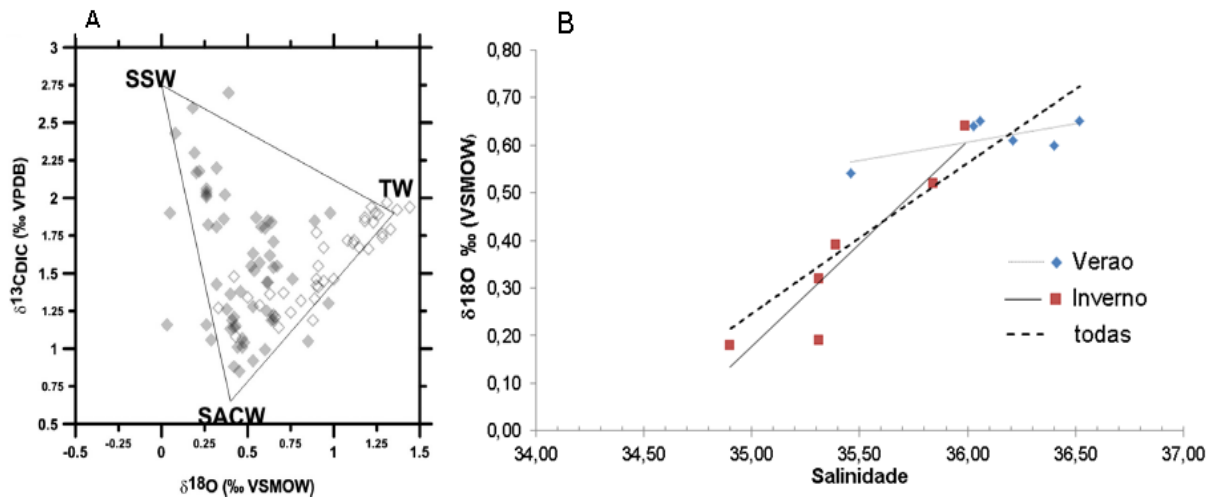 A
δ13CDIC (‰ VPDB)
3
2.75
2.5
2.25
2
1.75
1.5
1.25
1
0.75
0.5
SSW
TW
SACW
-0.5
-0.25
0
0.25
0.5
0.75
1
1.25
1.5
δ18O (‰ VSMOW)
B
δ18O ‰ (VSMOW)
0,80
0,70
0,60
0,50
0,40
0,30
0,20
0,10
0,00
Verao
Inverno
todas
34,00
35,00
35,50
36,00
36,50
37,00
Salinidade